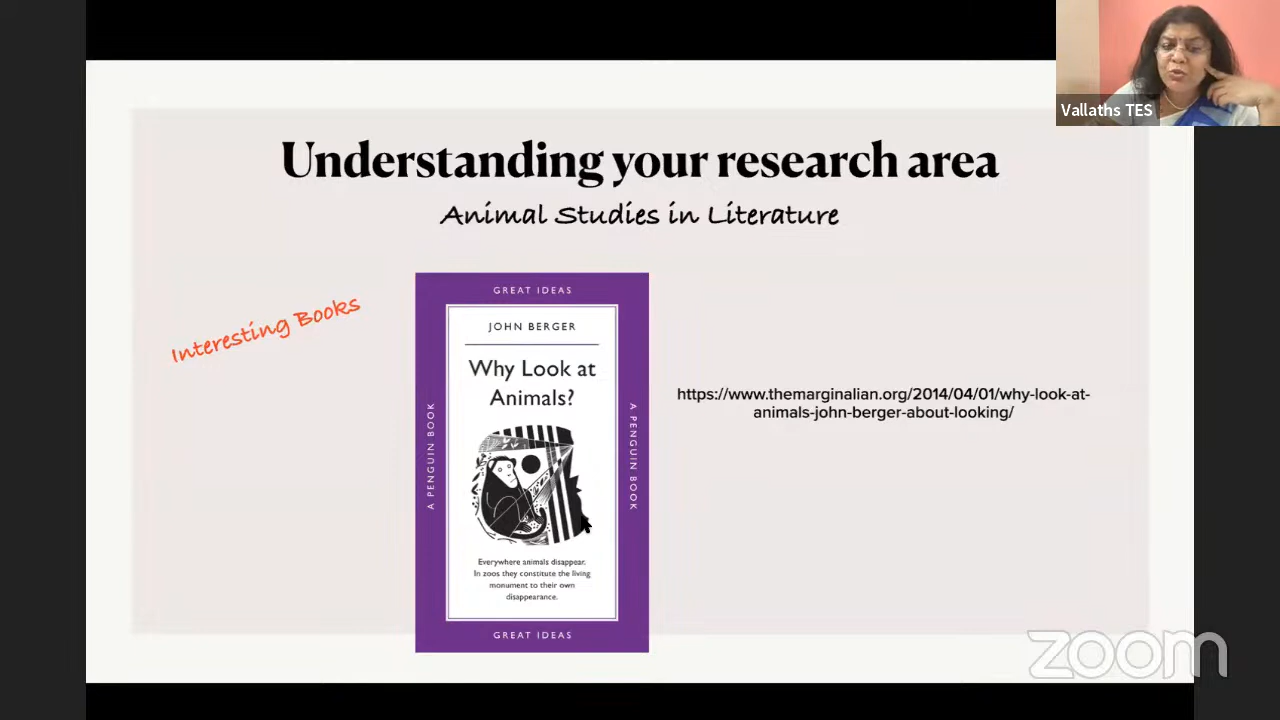 Vallaths TES
Understanding your research area
Animal Studies in Literature
Interesting Books
GREAT IDEAS
JOHN BERGER
Why Look at
Animals?
A PENGUIN BOOK
A PENGUIN BOOK
Everywhere animals disappear.
In zoos they constitute the living
monument to their own
disappearance.
GREAT IDEAS
https://www.themarginalian.org/2014/04/01/why-look-at-
animals-john-berger-about-looking/
zoom